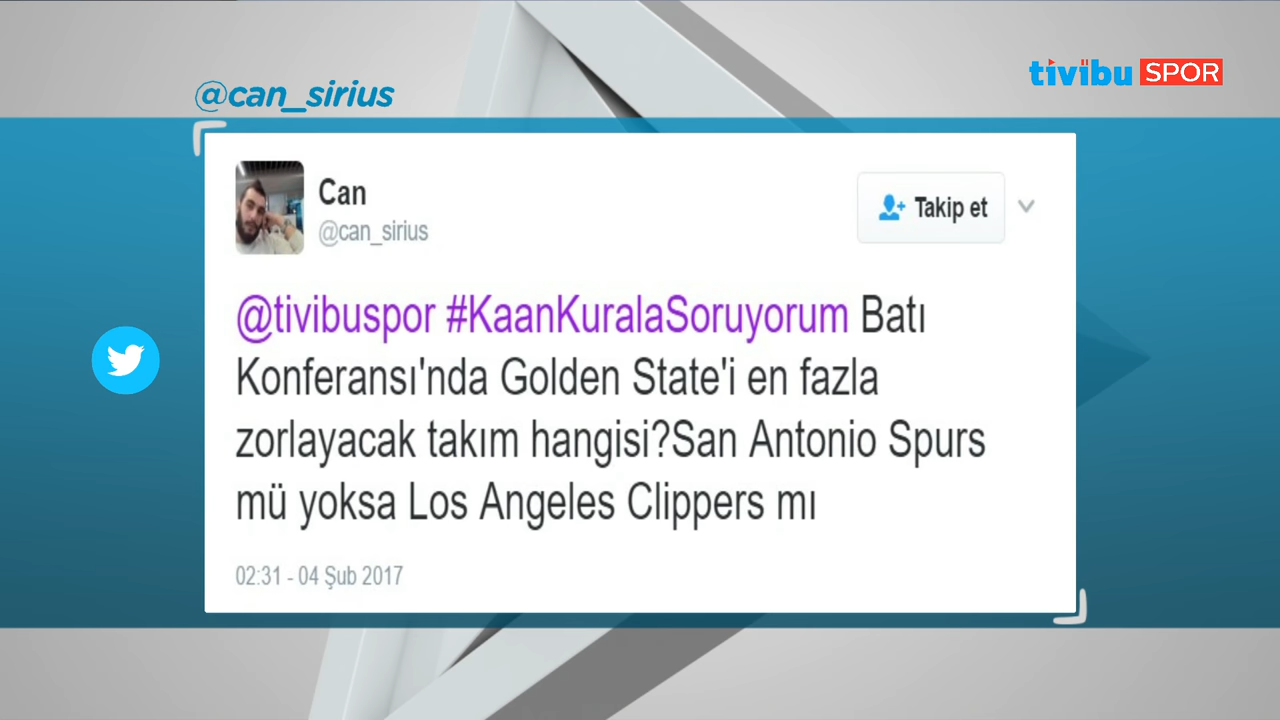 @can_sirius
tivibu SPOR
Can
@can_sirius
Takip et
@tivibuspor #KaanKuralaSoruyorum Batı
Konferansı'nda Golden State'i en fazla
zorlayacak takım hangisi?San Antonio Spurs
mü yoksa Los Angeles Clippers mı
02:31 - 04 Şub 2017